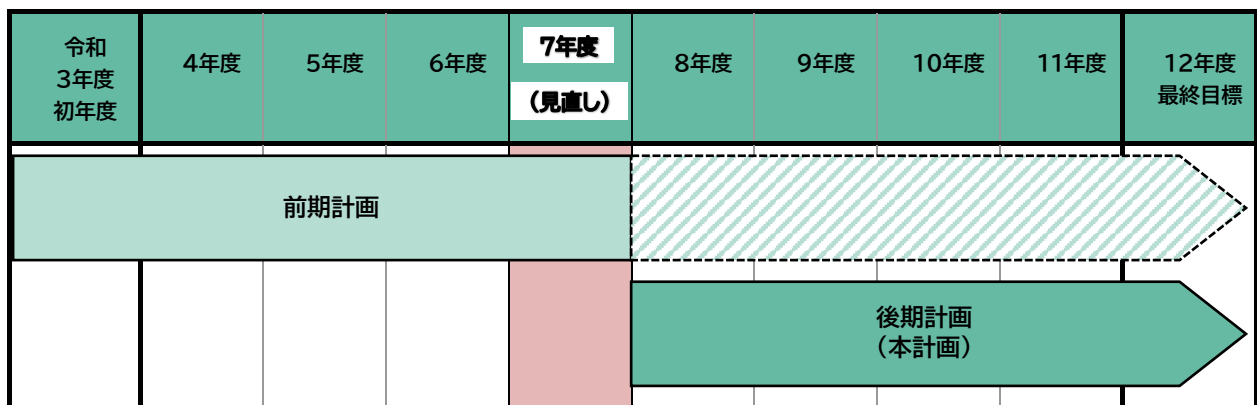 令和
3年度
初年度
4年度
5年度
6年度
7年度
（見直し）
8年度
9年度
10年度
11年度
12年度
最終目標
前期計画
後期計画
（本計画）